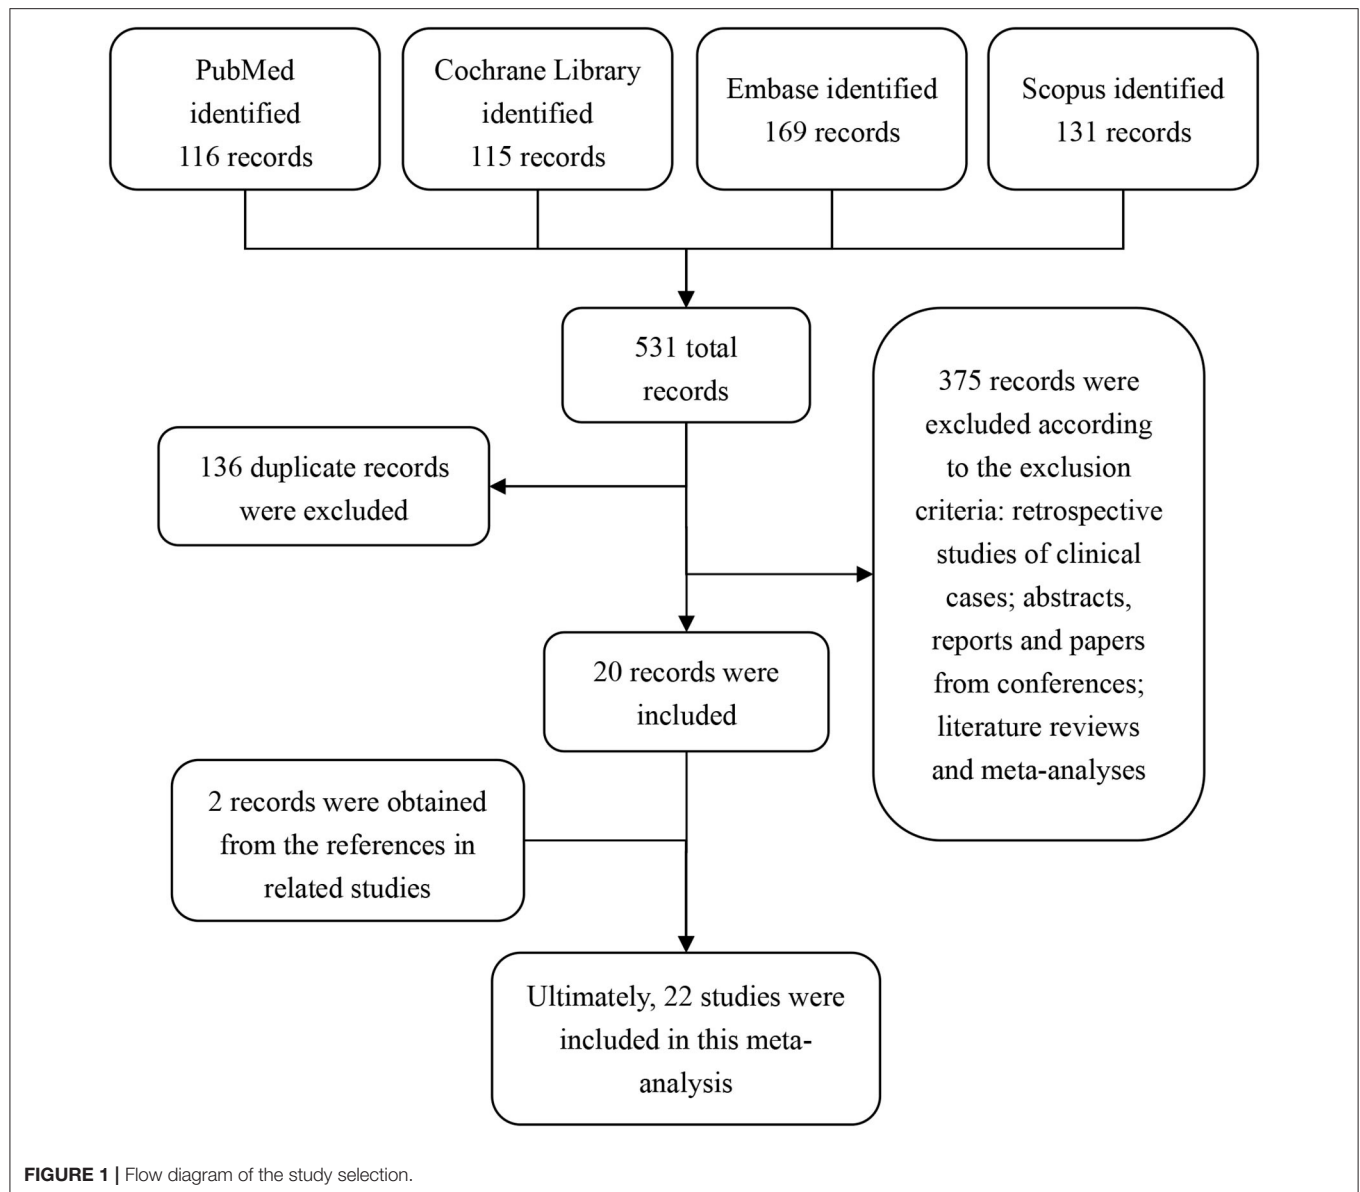 PubMed
identified
116 records
Cochrane Library
identified
115 records
Embase identified
169 records
Scopus identified
131 records
531 total
records
136 duplicate records
were excluded
375 records were
excluded according
to the exclusion
criteria: retrospective
studies of clinical
cases; abstracts,
reports and papers
from conferences;
literature reviews
and meta-analyses
20 records were
included
2 records were obtained
from the references in
related studies
Ultimately, 22 studies were
included in this meta-
analysis
FIGURE 1 | Flow diagram of the study selection.